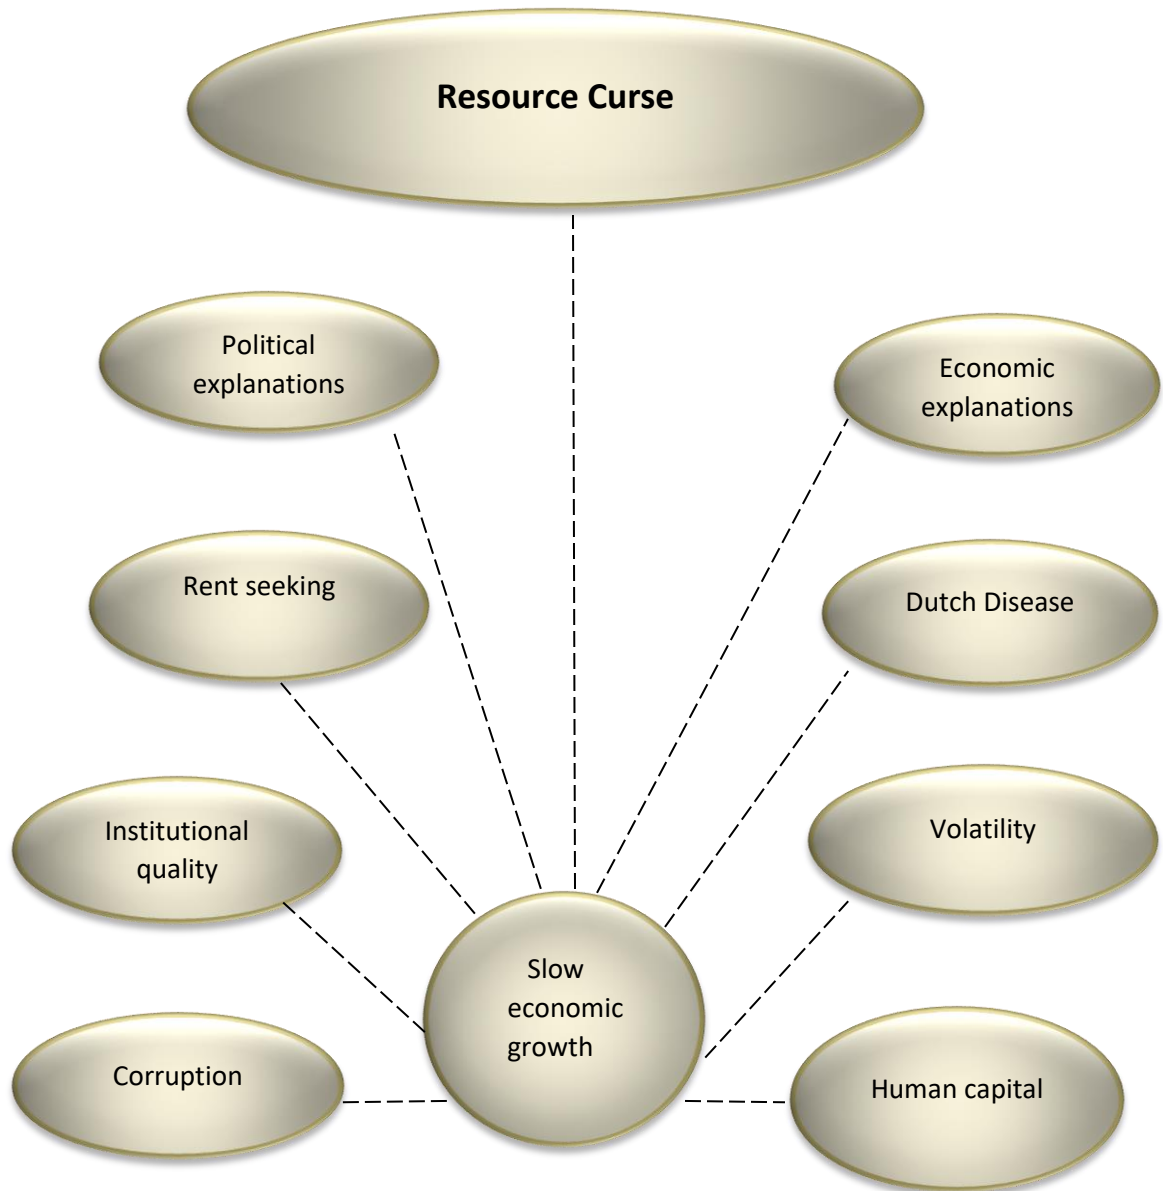 Resource Curse
Political
explanations
Economic
explanations
Rent seeking
Dutch Disease
Institutional
quality
Volatility
Slow
economic
growth
Corruption
Human capital